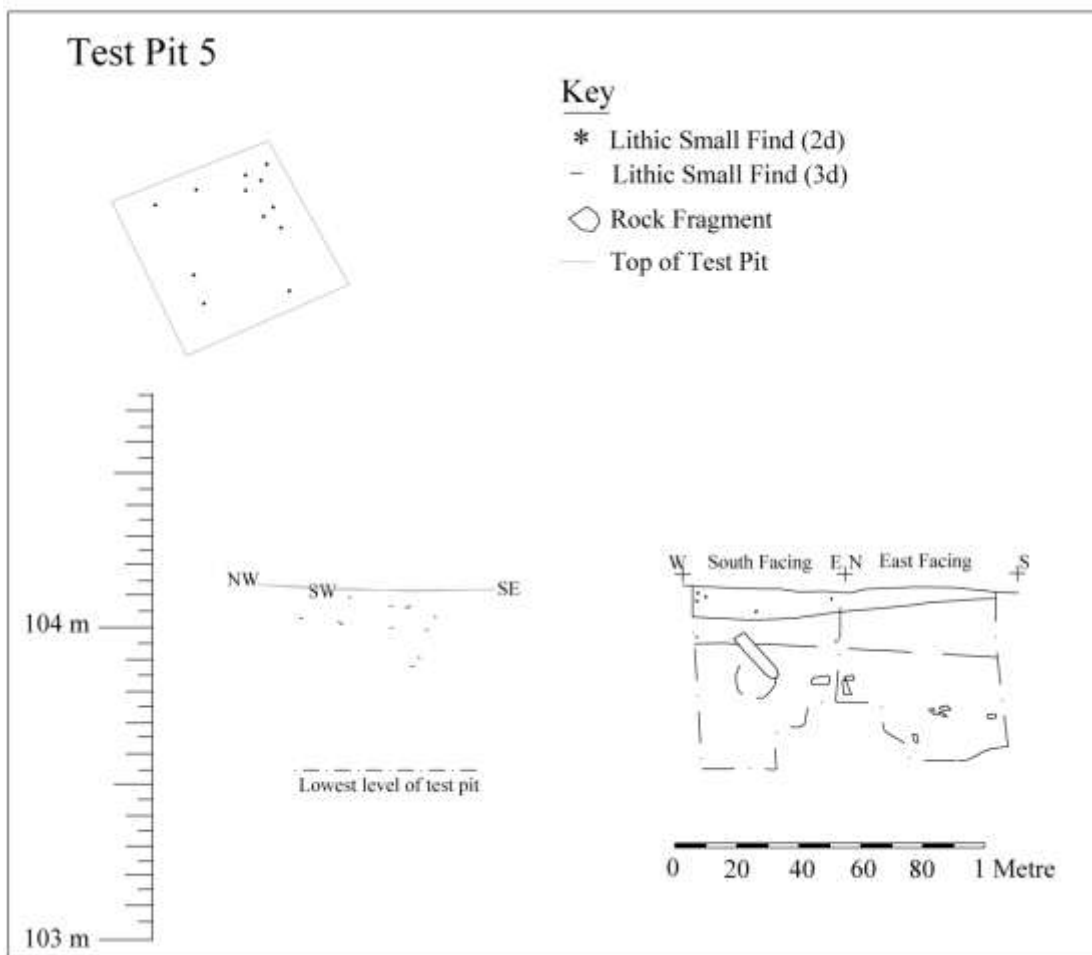 Test Pit 5
Key
* Lithic Small Find (2d)
- Lithic Small Find (3d)
Rock Fragment
Top of Test Pit
NW
SW
SE
104 m
Lowest level of test pit
103 m
W South Facing E N East Facing S
0 20 40 60 80 1 Metre